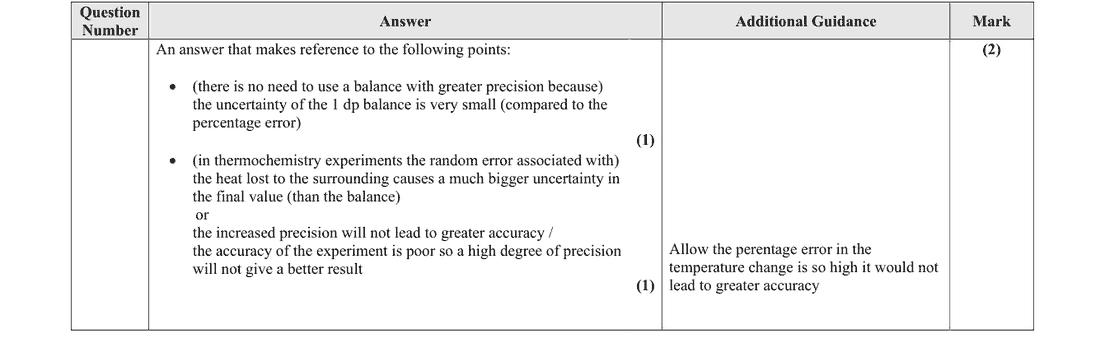 Question Number
Answer
Additional Guidance
Mark
An answer that makes reference to the following points:
(2)
• (there is no need to use a balance with greater precision because)
the uncertainty of the 1 dp balance is very small (compared to the
percentage error)
(1)
• (in thermochemistry experiments the random error associated with)
the heat lost to the surrounding causes a much bigger uncertainty in
the final value (than the balance)
or
the increased precision will not lead to greater accuracy /
the accuracy of the experiment is poor so a high degree of precision
will not give a better result
(1)
Allow the perentage error in the
temperature change is so high it would not
lead to greater accuracy